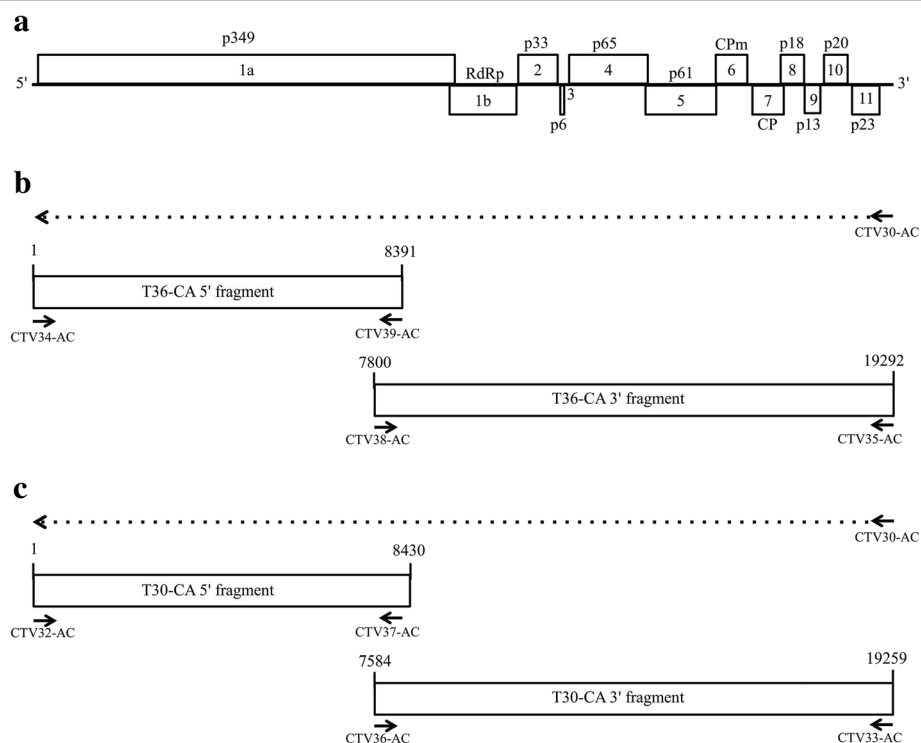 a
p349 p33 p65 CPm p18 p20
RdRp p61
5' 1a 2 4 6 8 10 3'
1b 3 5 7 9 11
p6 CP p13 p23
b
CTV30-AC
1 8391
T36-CA 5' fragment
CTV34-AC CTV39-AC
7800 19292
T36-CA 3' fragment
CTV38-AC CTV35-AC
c
CTV30-AC
1 8430
T30-CA 5' fragment
CTV32-AC CTV37-AC
7584 19259
T30-CA 3' fragment
CTV36-AC CTV33-AC